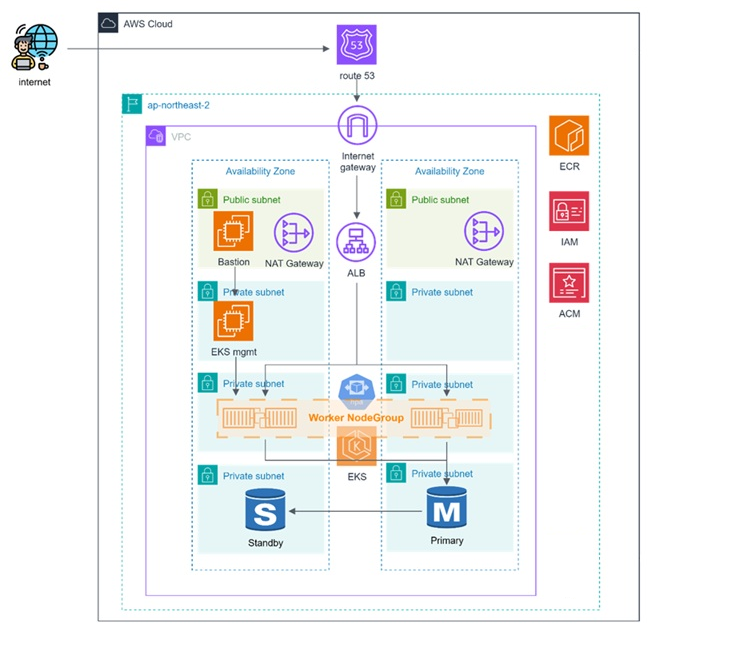 AWS Cloud
53
internet
route 53
ap-northeast-2
VPC
Internet
gateway
ECR
Availability Zone
Availability Zone
Public subnet
Public subnet
IAM
Bastion
NAT Gateway
ALB
NAT Gateway
Private subnet
Private subnet
ACM
EKS mgmt
Private subnet
Private subnet
Worker NodeGroup
K
EKS
Private subnet
Private subnet
S
M
Standby
Primary